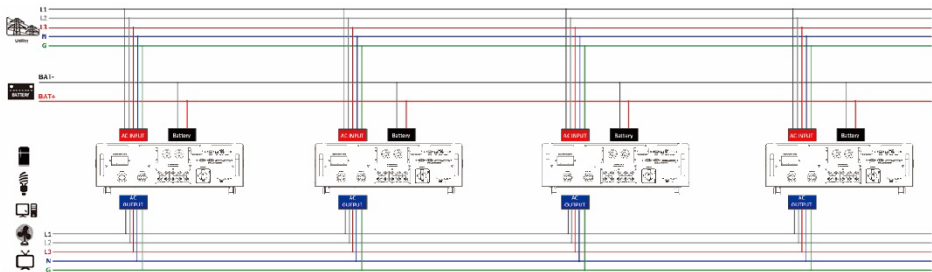 L1
L2
L3
N
G
Utility
BAT-
BATTERY
BAT+
AC INPUT
Battery
AC INPUT
Battery
AC INPUT
Battery
AC INPUT
Battery
AC
OUTPUT
AC
OUTPUT
AC
OUTPUT
AC
OUTPUT
L1
L2
L3
N
G